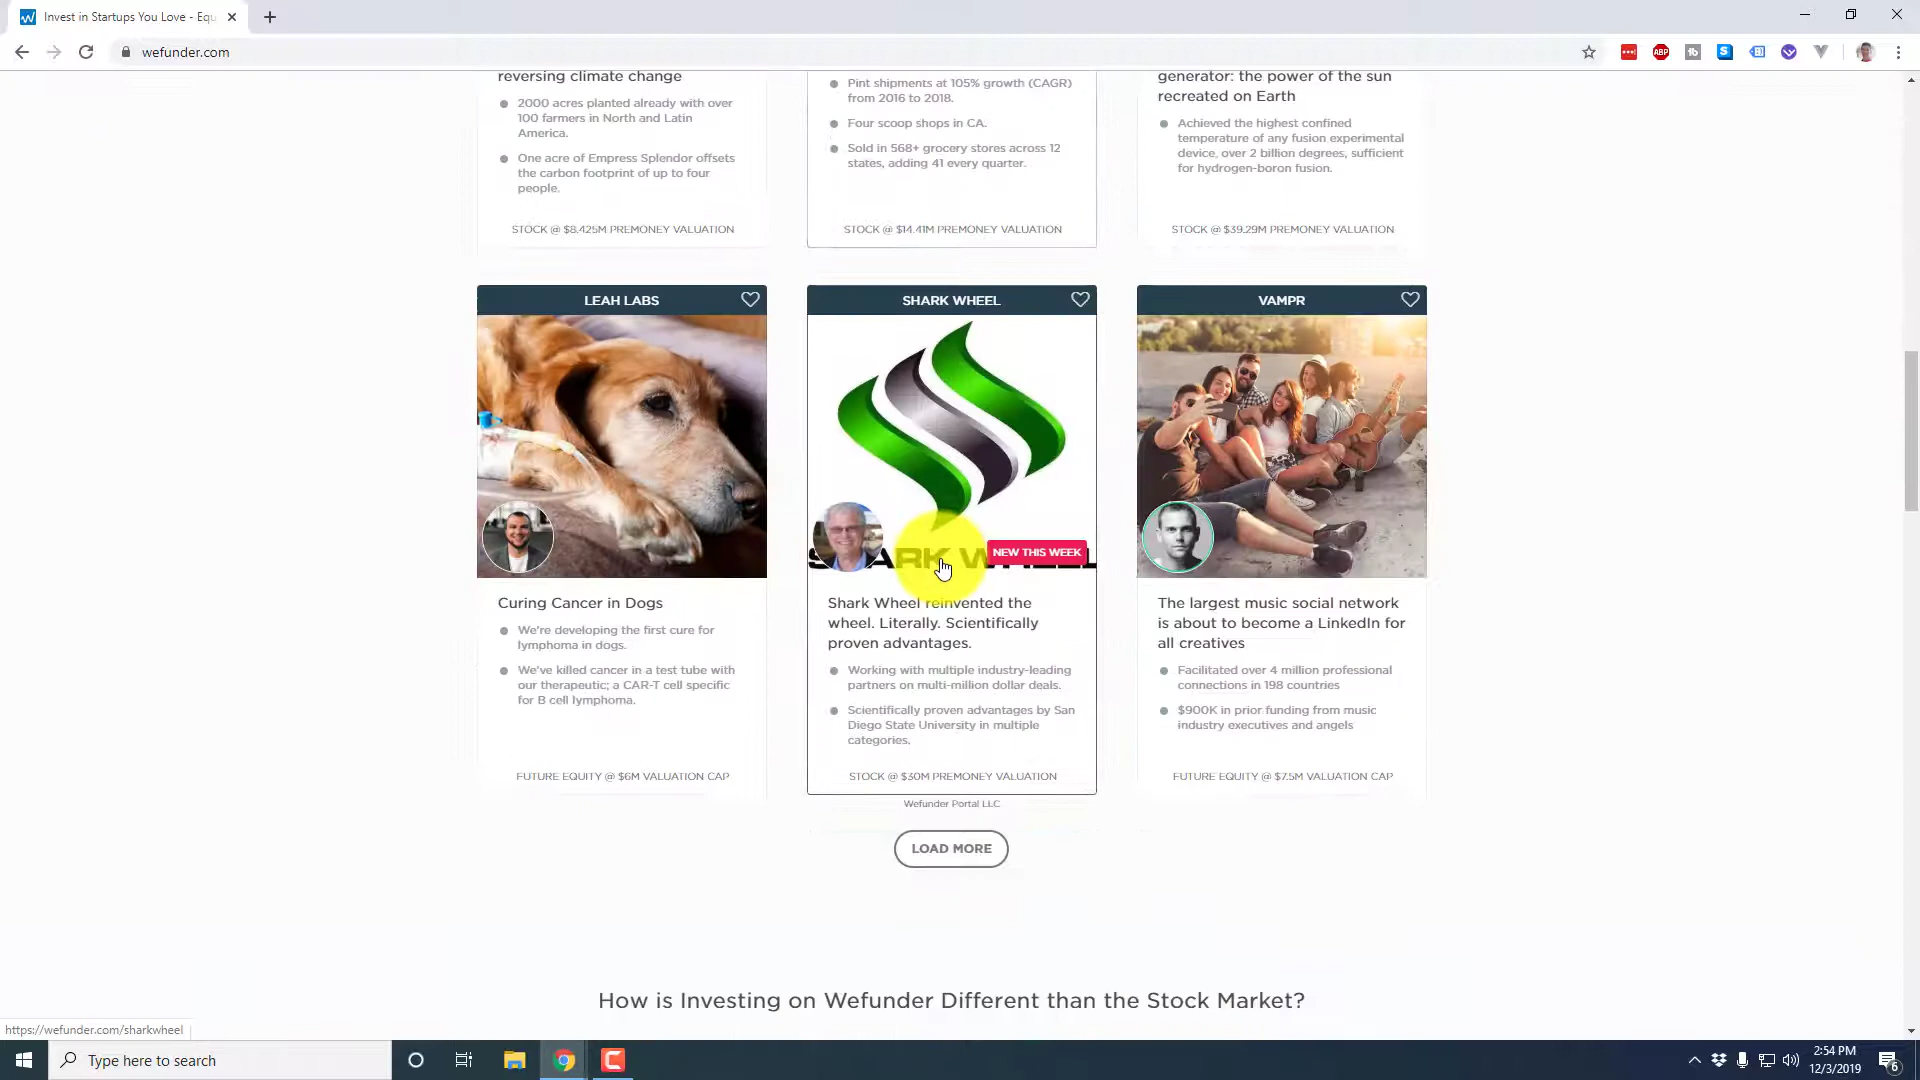 Invest in Startups You Love - Equ
wefunder.com
reversing climate change
2000 acres planted already with over
100 farmers in North and Latin
America.
One acre of Empress Splendor offsets
the carbon footprint of up to four
people.
STOCK @ $8.425M PREMONEY VALUATION
Pint shipments at 105% growth (CAGR)
from 2016 to 2018.
Four scoop shops in CA.
Sold in 568+ grocery stores across 12
states, adding 41 every quarter.
STOCK @ $14.41M PREMONEY VALUATION
generator: the power of the sun
recreated on Earth
Achieved the highest confined
temperature of any fusion experimental
device, over 2 billion degrees, sufficient
for hydrogen-boron fusion.
STOCK @ $39.29M PREMONEY VALUATION
LEAH LABS
Curing Cancer in Dogs
We're developing the first cure for
lymphoma in dogs.
We've killed cancer in a test tube with
our therapeutic; a CAR-T cell specific
for B cell lymphoma.
FUTURE EQUITY @ $6M VALUATION CAP
SHARK WHEEL
SHARK WHEEL
NEW THIS WEEK
Shark Wheel reinvented the
wheel. Literally. Scientifically
proven advantages.
Working with multiple industry-leading
partners on multi-million dollar deals.
Scientifically proven advantages by San
Diego State University in multiple
categories.
STOCK @ $30M PREMONEY VALUATION
VAMPR
The largest music social network
is about to become a LinkedIn for
all creatives
Facilitated over 4 million professional
connections in 198 countries
$900K in prior funding from music
industry executives and angels
FUTURE EQUITY @ $7.5M VALUATION CAP
Wefunder Portal LLC
LOAD MORE
How is Investing on Wefunder Different than the Stock Market?
https://wefunder.com/sharkwheel
Type here to search
2:54 PM
12/3/2019
6